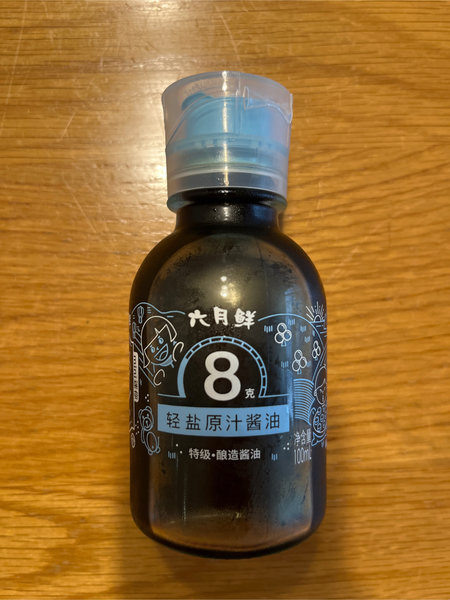 六月鲜
8克
轻盐原汁酱油
特级·酿造酱油
净含量
100mL